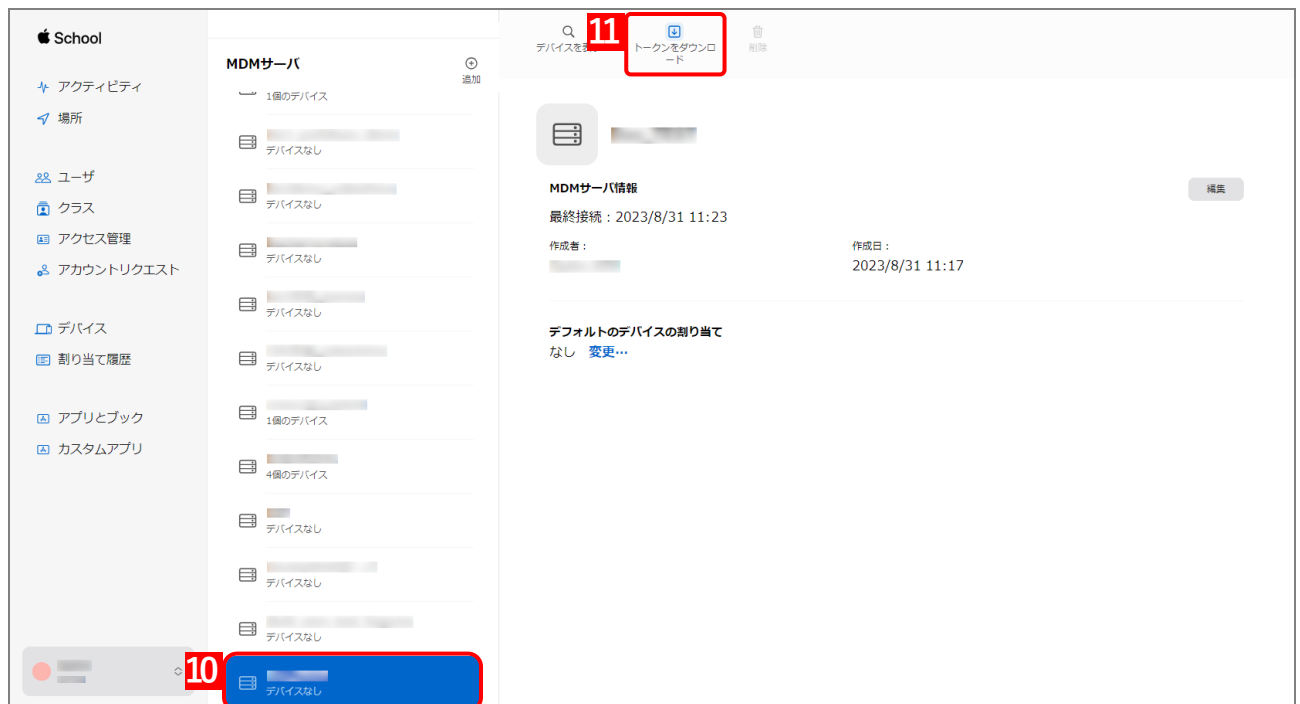 School
アクティビティ
場所
ユーザ
クラス
アクセス管理
アカウントリクエスト
デバイス
割り当て履歴
アプリとブック
カスタムアプリ
MDMサーバ
追加
1個のデバイス
デバイスなし
デバイスなし
デバイスなし
デバイスなし
デバイスなし
1個のデバイス
4個のデバイス
デバイスなし
デバイスなし
デバイスなし
10
デバイスなし
デバイスを
11
トークンをダウンロ
ード
削除
MDMサーバ情報
編集
最終接続：2023/8/31 11:23
作成者：
作成日：
2023/8/31 11:17
デフォルトのデバイスの割り当て
なし 変更…